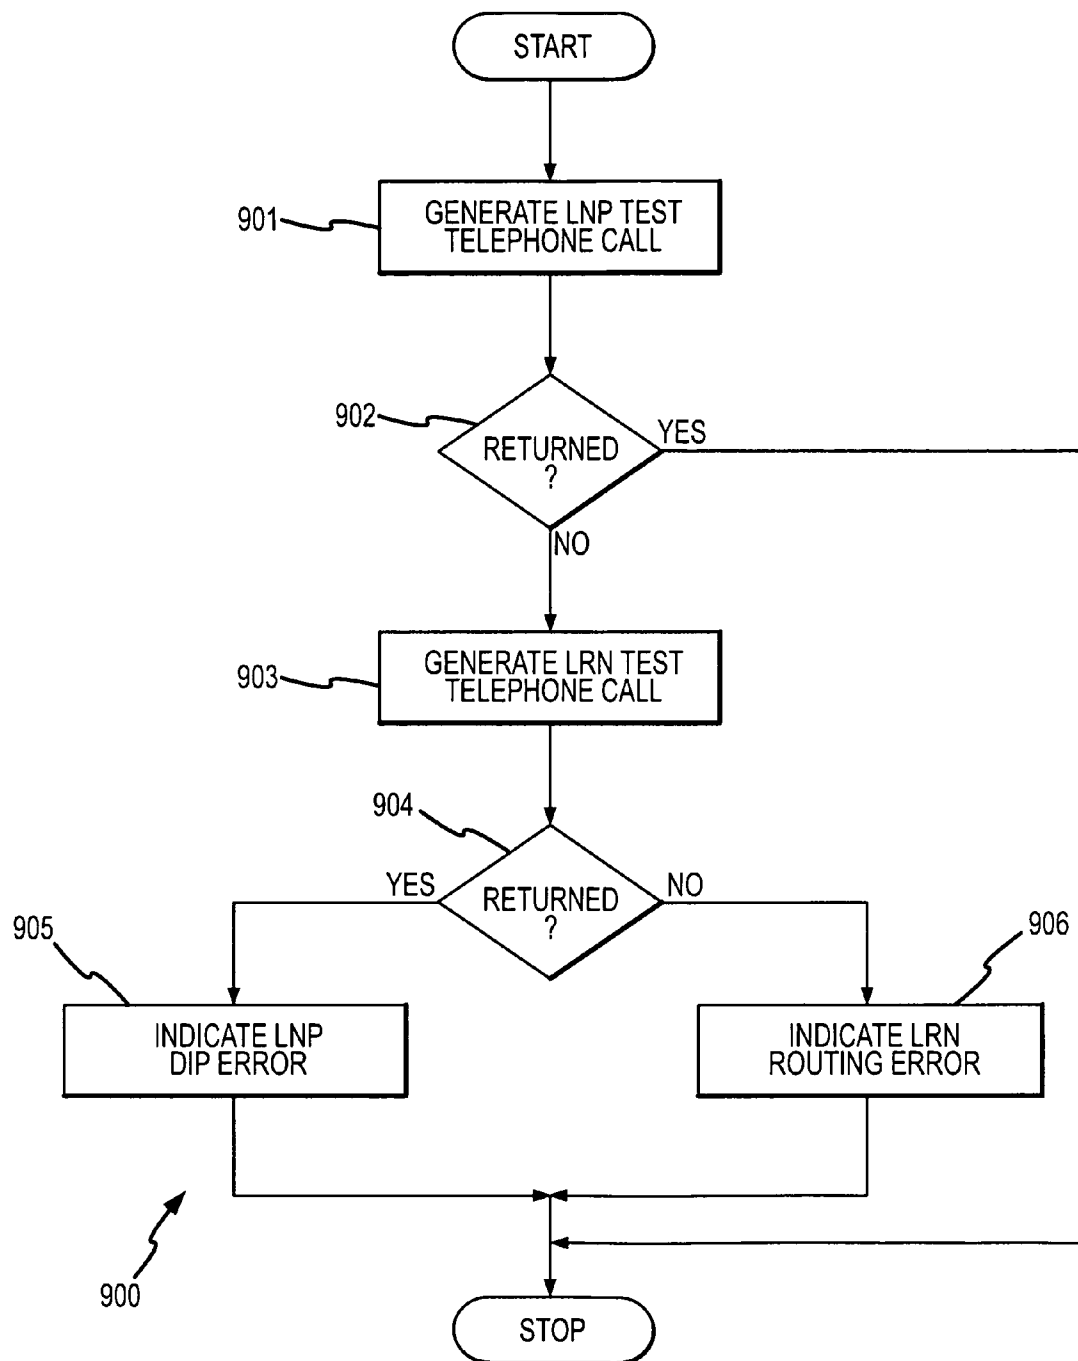 START
901
GENERATE LNP TEST
TELEPHONE CALL
902
RETURNED
?
YES
NO
903
GENERATE LRN TEST
TELEPHONE CALL
904
YES
RETURNED
?
NO
905
906
INDICATE LNP
DIP ERROR
INDICATE LRN
ROUTING ERROR
900
STOP